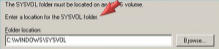 The SYSVOL folder must be located on an volume.
Enter a location for the SYSVOL folder.
Folder location:
C:\WINDOWS\SYSVOL
Browse...